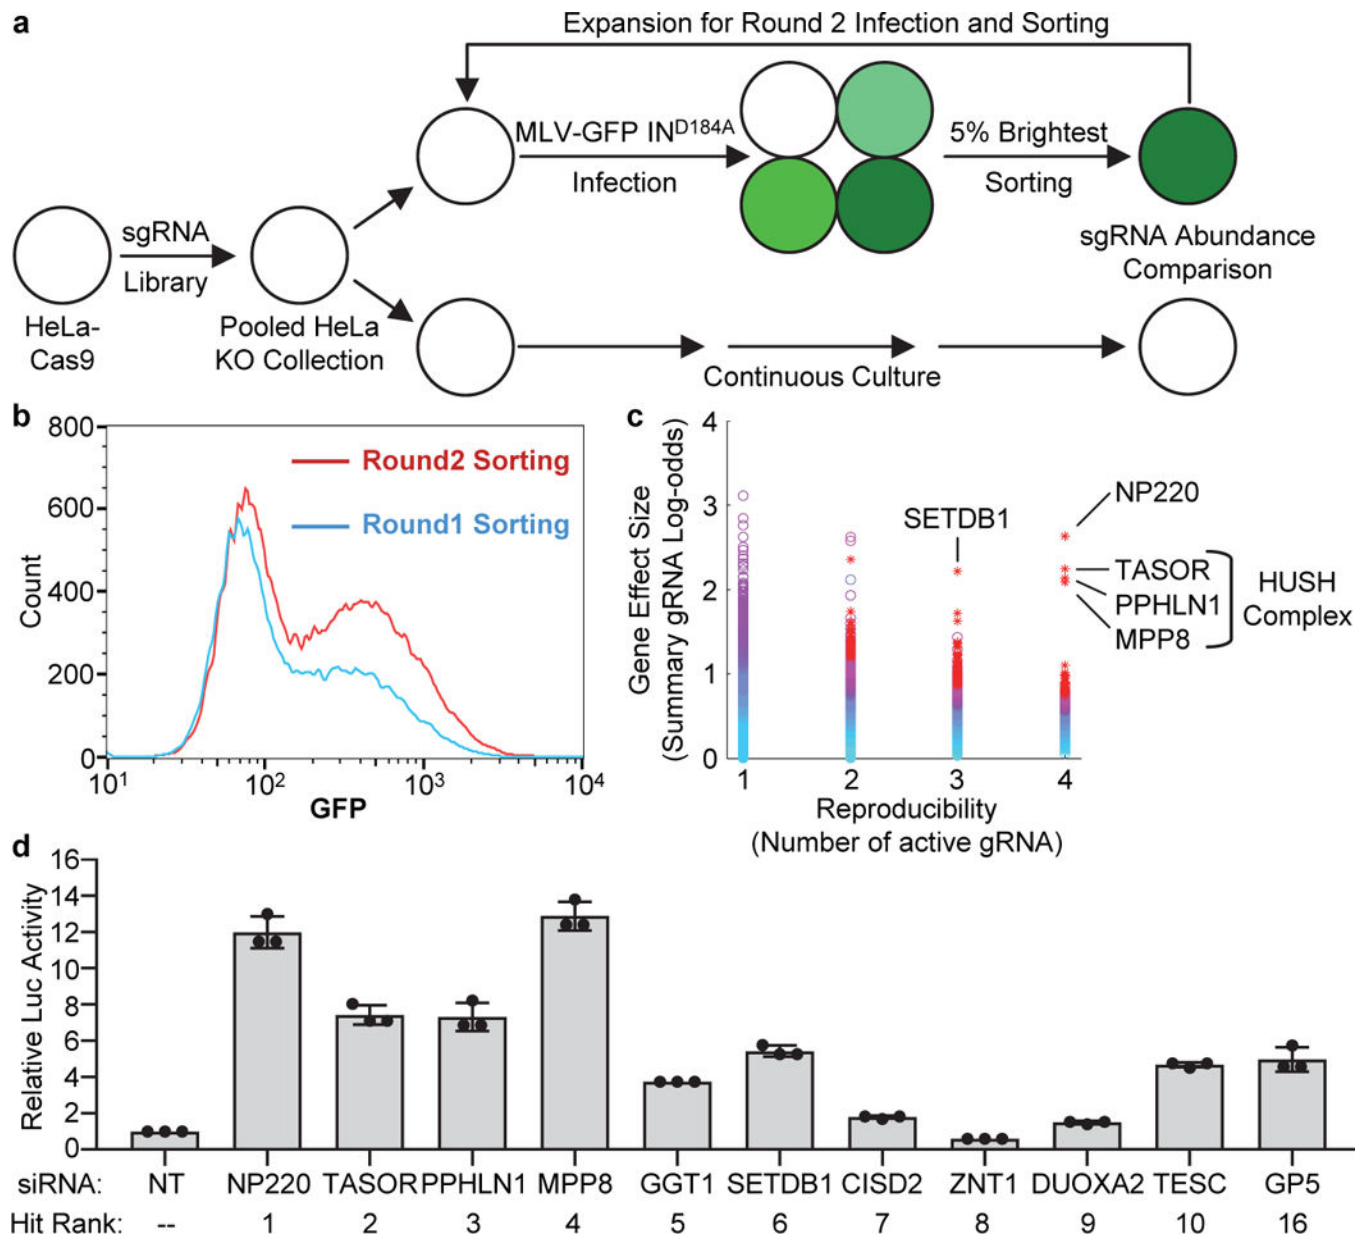 a
Expansion for Round 2 Infection and Sorting
MLV-GFP IN^D184A
Infection
5% Brightest
Sorting
sgRNA
Library
HeLa-
Cas9
Pooled HeLa
KO Collection
sgRNA Abundance
Comparison
Continuous Culture
b
800
600
400
200
0
Count
Round2 Sorting
Round1 Sorting
10^1
10^2
10^3
10^4
GFP
c
4
3
2
1
0
Gene Effect Size
(Summary gRNA Log-odds)
SETDB1
NP220
TASOR
PPHLN1
MPP8
HUSH
Complex
1 2 3 4
Reproducibility
(Number of active gRNA)
d
16
14
12
10
8
6
4
2
0
Relative Luc Activity
siRNA: NT NP220 TASOR PPHLN1 MPP8 GGT1 SETDB1 CISD2 ZNT1 DUOXA2 TESC GP5
Hit Rank: -- 1 2 3 4 5 6 7 8 9 10 16